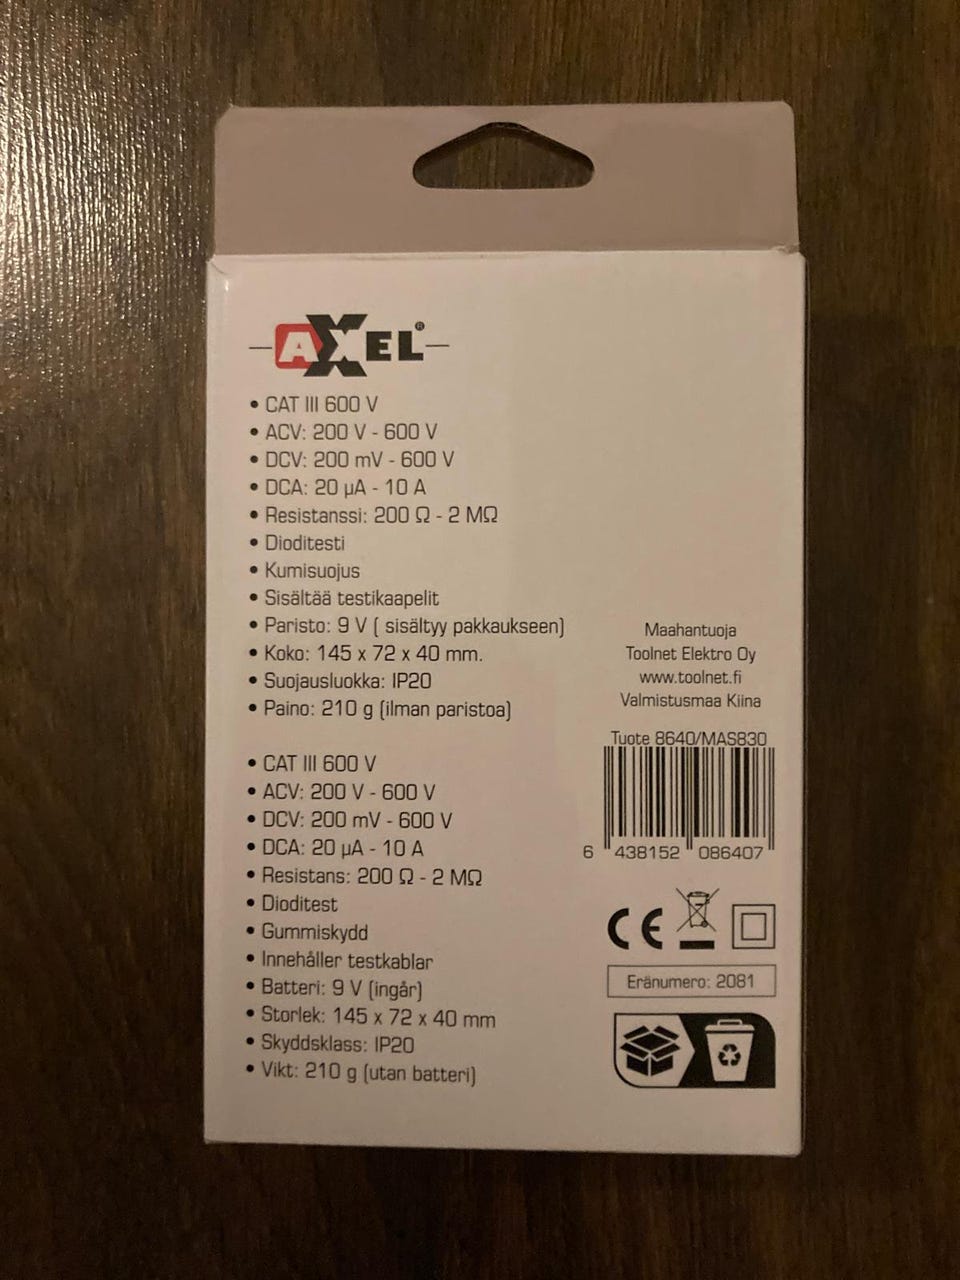 AXEL®
• CAT III 600 V
• ACV: 200 V - 600 V
• DCV: 200 mV - 600 V
• DCA: 20 µA - 10 A
• Resistanssi: 200 Ω - 2 MΩ
• Dioditesti
• Kumisuojus
• Sisältää testikaapelit
• Paristo: 9 V ( sisältyy pakkaukseen)
• Koko: 145 x 72 x 40 mm.
• Suojausluokka: IP20
• Paino: 210 g (ilman paristoa)
• CAT III 600 V
• ACV: 200 V - 600 V
• DCV: 200 mV - 600 V
• DCA: 20 µA - 10 A
• Resistans: 200 Ω - 2 MΩ
• Dioditest
• Gummiskydd
• Innehåller testkablar
• Batteri: 9 V (ingår)
• Storlek: 145 x 72 x 40 mm
• Skyddsklass: IP20
• Vikt: 210 g (utan batteri)
Maahantuoja
Toolnet Elektro Oy
www.toolnet.fi
Valmistusmaa Kiina
Tuote 8640/MAS830
6 438152 086407
CE
Eränumero: 2081